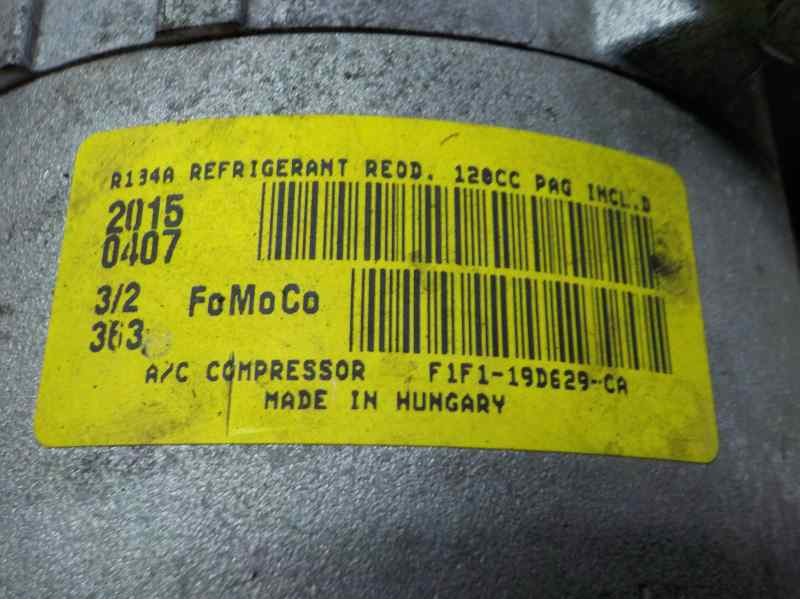 R134A REFRIGERANT REQD. 120CC PAG INCL.D
2015
0407
3/2 FoMoCo
363
A/C COMPRESSOR F1F1-19D629-CA
MADE IN HUNGARY